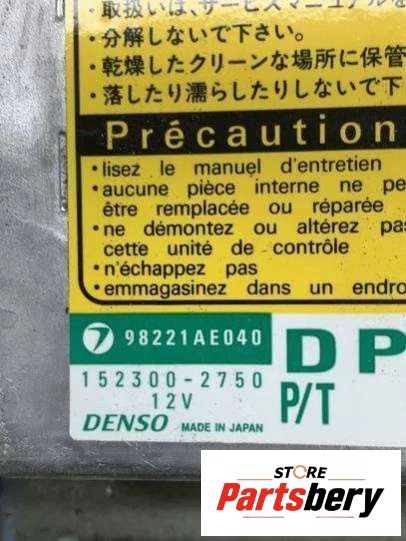 ・取扱いは、サービスマニュアルを
・分解しないで下さい。
・乾燥したクリーンな場所に保管
・落したり濡らしたりしないで下
Précaution
•lisez le manuel d'entretien
•aucune pièce interne ne pe
être remplacée ou réparée
•ne démontez ou altérez pas
cette unité de contrôle
•n'échappez pas
•emmagasinez dans un endro
98221AE040
152300-2750
12V
DENSO MADE IN JAPAN
DP
P/T
STORE
Partsbery